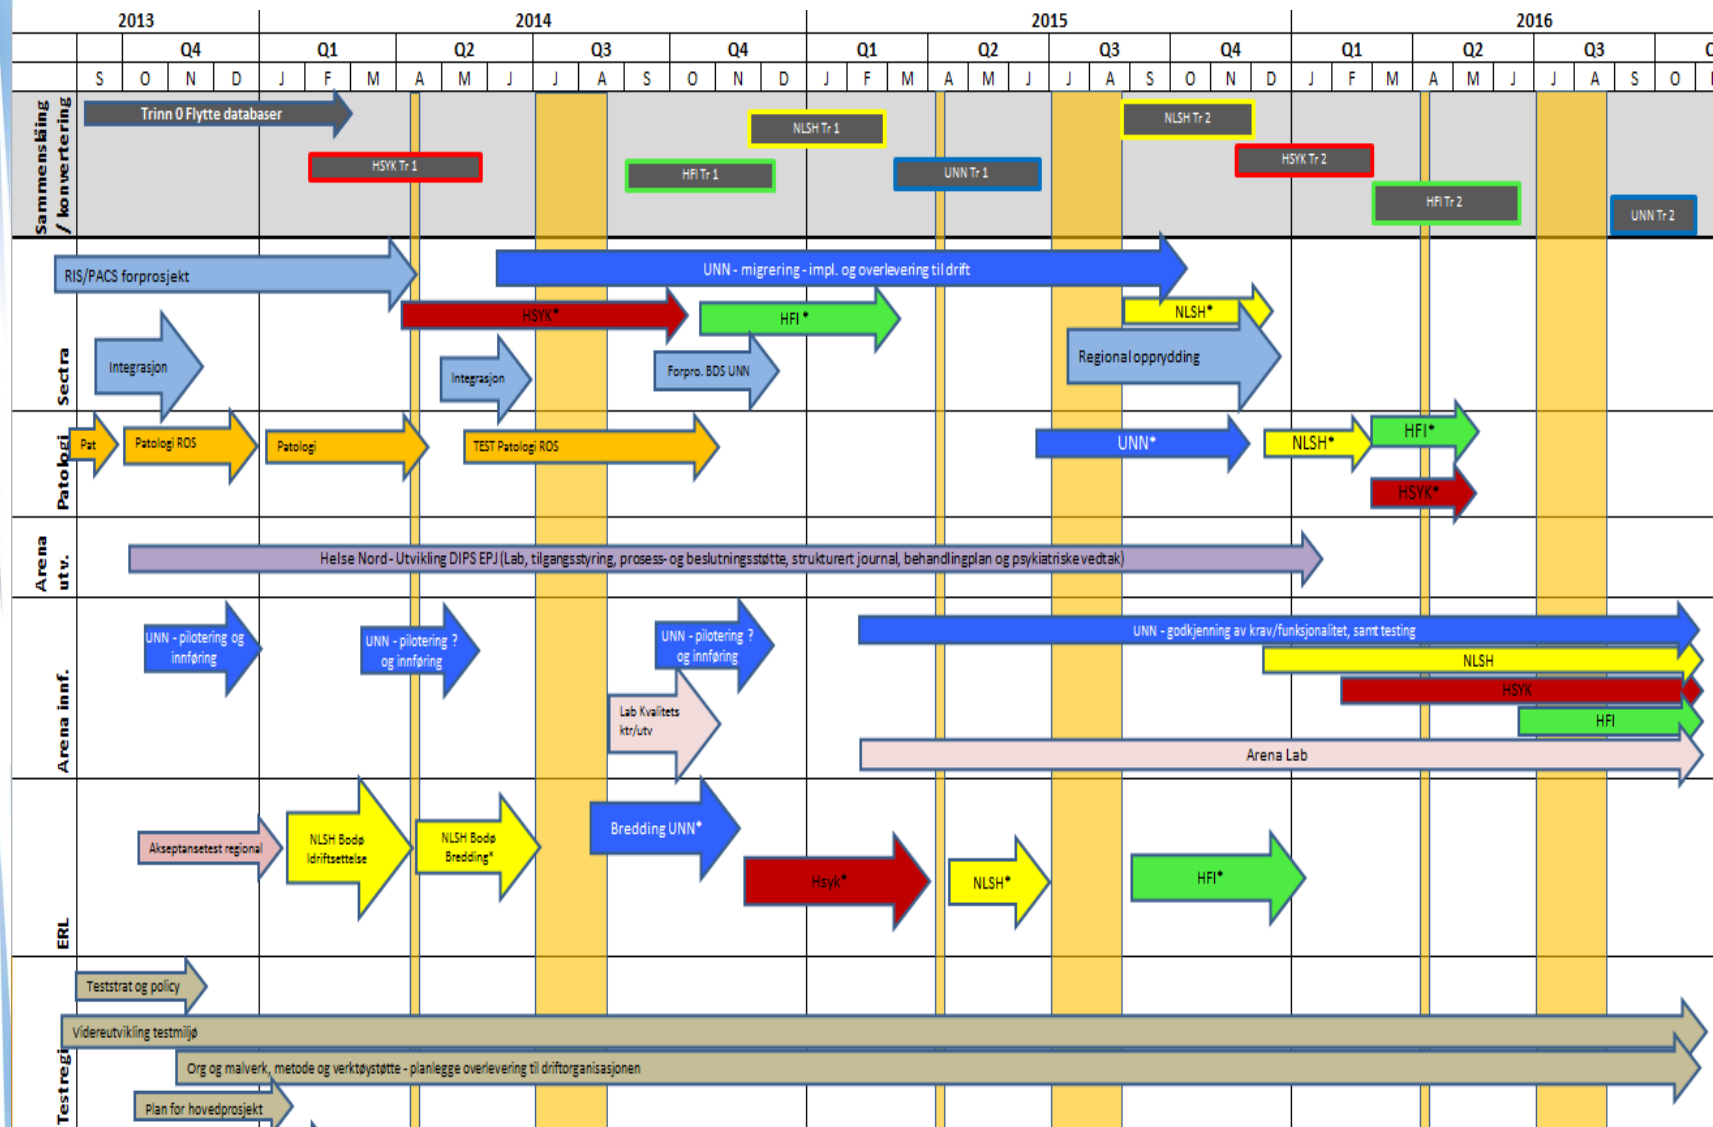 2013 2014 2015 2016
Q4 Q1 Q2 Q3 Q4 Q1 Q2 Q3 Q4 Q1 Q2 Q3
S O N D J F M A M J J A S O N D J F M A M J J A S O N D J F M A M J J A S O
Sammenslåing
/ konvertering
Trinn 0 Flytte databaser
HSYK Tr 1
HFI Tr 1
NLSH Tr 1
UNN Tr 1
NLSH Tr 2
HSYK Tr 2
HFI Tr 2
UNN Tr 2
Sectra
RIS/PACS forprosjekt
UNN - migrering - impl. og overlevering til drift
HSYK*
HFI *
NLSH*
Integrasjon
Integrasjon
Forpro. BDS UNN
Regional opprydding
Patologi
Pat
Patologi ROS
Patologi
TEST Patologi ROS
UNN*
NLSH*
HFI*
HSYK*
Arena
utv.
Helse Nord - Utvikling DIPS EPJ (Lab, tilgangsstyring, prosess- og beslutningsstøtte, strukturert journal, behandlingplan og psykiatriske vedtak)
Arena innf.
UNN - pilotering og
innføring
UNN - pilotering ?
og innføring
UNN - pilotering ?
og innføring
Lab Kvalitets
ktr/utv
UNN - godkjenning av krav/funksjonalitet, samt testing
NLSH
HSYK
HFI
Arena Lab
ERL
Akseptansetest regional
NLSH Bodø
Idriftsettelse
NLSH Bodø
Bredding*
Bredding UNN*
Hsyk*
NLSH*
HFI*
Testregi
Teststrat og policy
Videreutvikling testmiljø
Org og malverk, metode og verktøystøtte - planlegge overlevering til driftorganisasjonen
Plan for hovedprosjekt